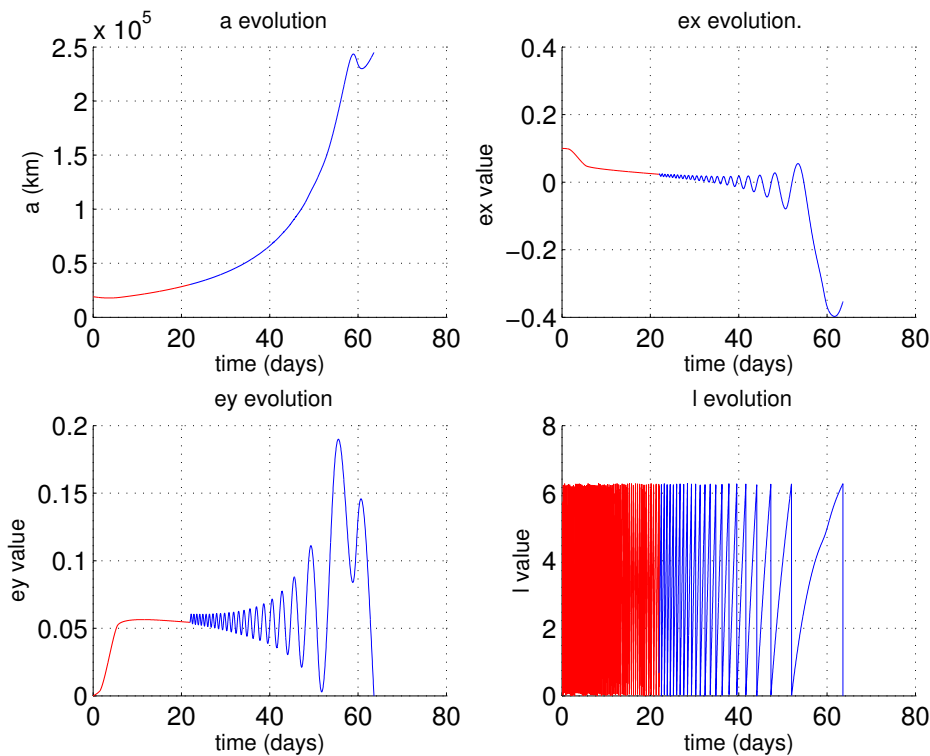 a evolution
x 10^5
2.5
2
1.5
1
0.5
0
a (km)
0 20 40 60 80
time (days)
ex evolution.
0.4
0.2
0
−0.2
−0.4
ex value
0 20 40 60 80
time (days)
ey evolution
0.2
0.15
0.1
0.05
0
ey value
0 20 40 60 80
time (days)
l evolution
8
6
4
2
0
l value
0 20 40 60 80
time (days)